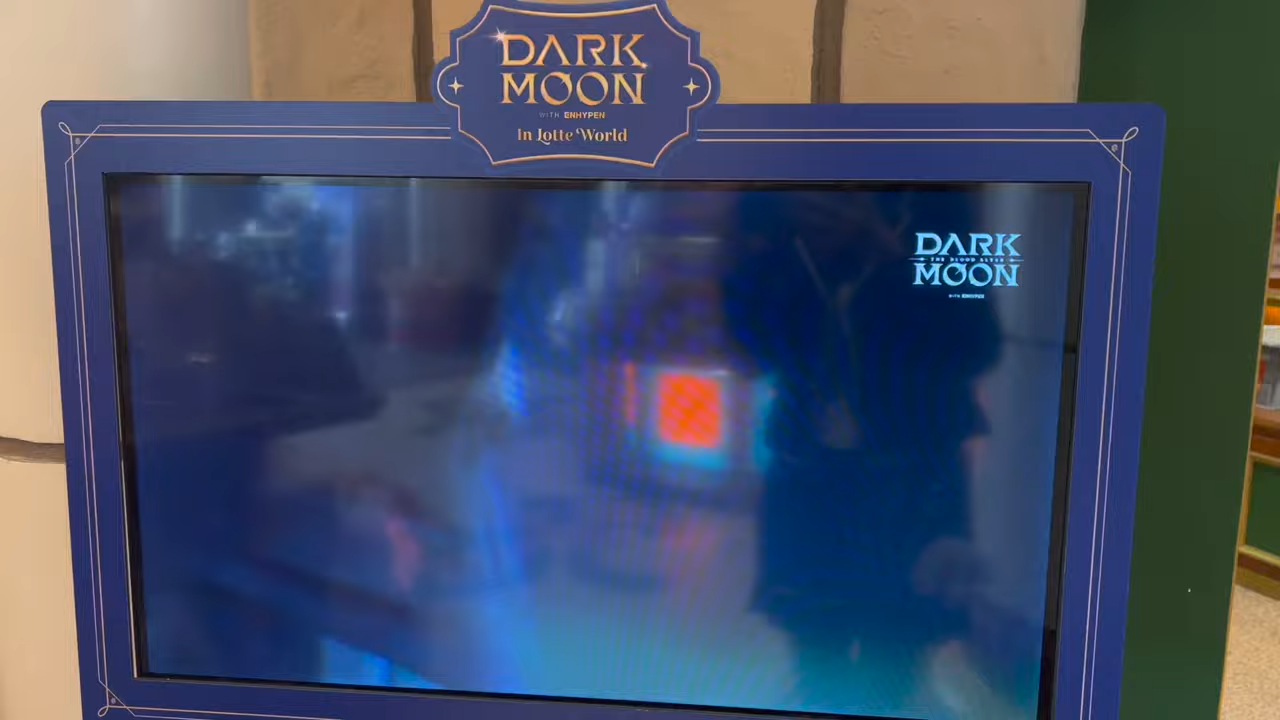 DARK
MOON
WITH ENHYPEN
In Lotte World
DARK
THE BLOOD ALTAR
MOON
WITH ENHYPEN